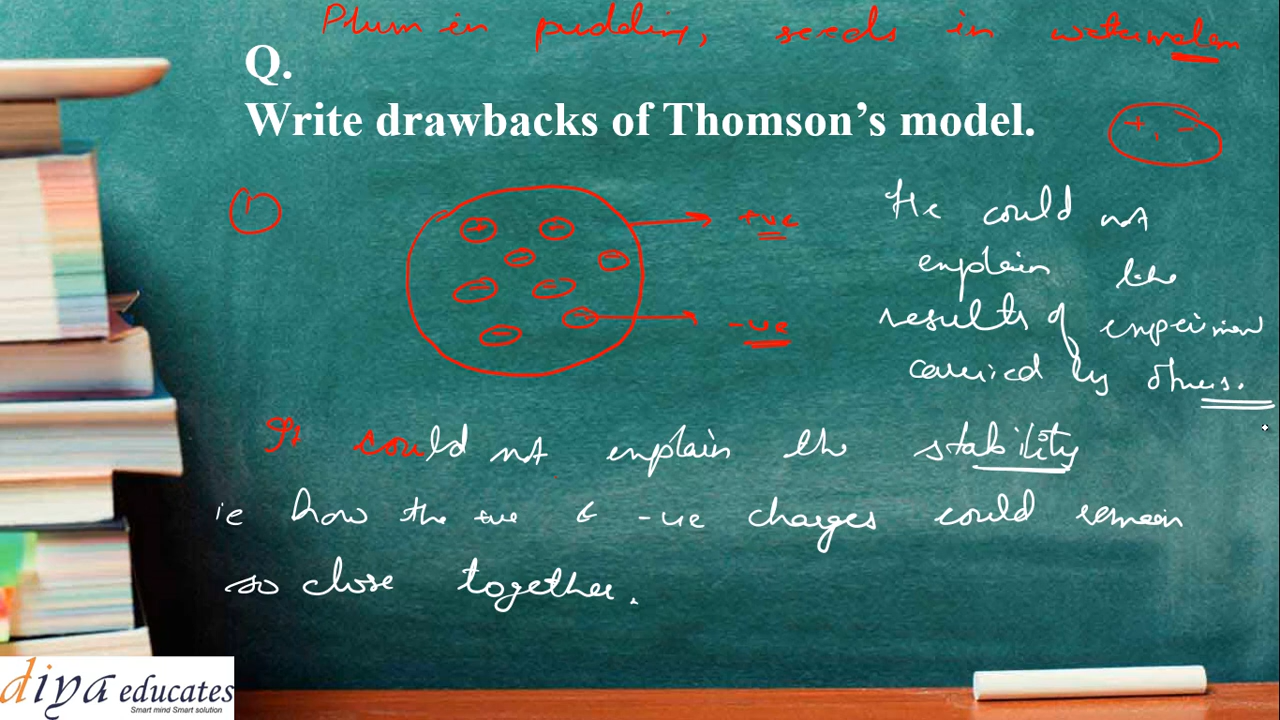 Plum in pudding, seeds in watermelon
Q.
Write drawbacks of Thomson's model.
+ -
1
+ve
-ve
He could not
explain the
results of experiment
carried by others.
It could not explain the stability
ie how the +ve & -ve charges could remain
so close together.
diya educates
Smart mind Smart solution